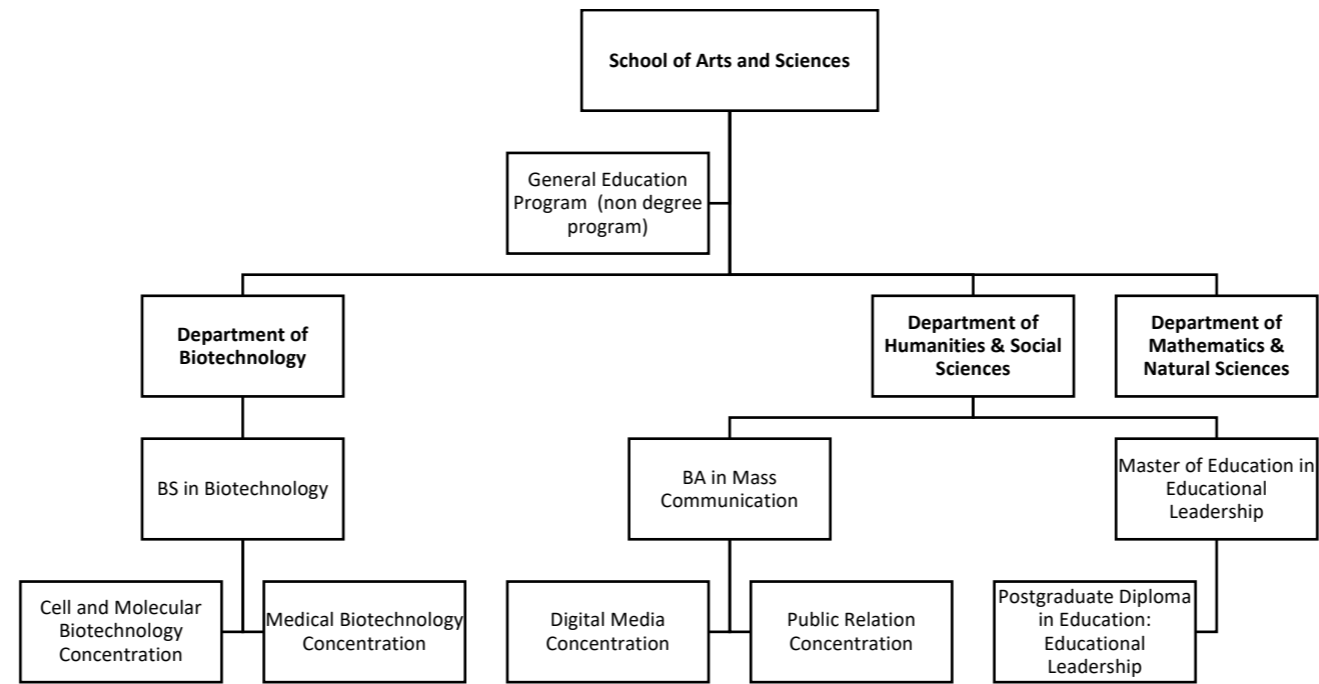 School of Arts and Sciences
General Education
Program (non degree
program)
Department of
Biotechnology
Department of
Humanities & Social
Sciences
Department of
Mathematics &
Natural Sciences
BS in Biotechnology
BA in Mass
Communication
Master of Education in
Educational
Leadership
Cell and Molecular
Biotechnology
Concentration
Medical Biotechnology
Concentration
Digital Media
Concentration
Public Relation
Concentration
Postgraduate Diploma
in Education:
Educational
Leadership